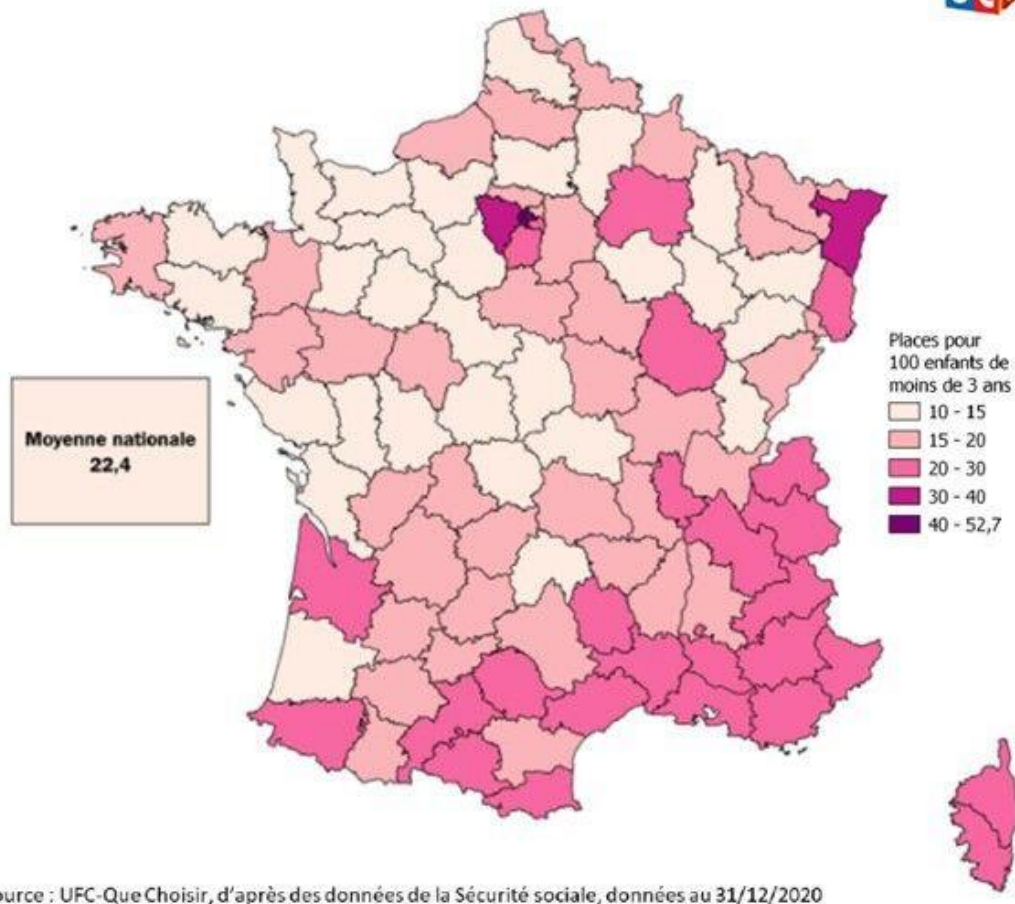 Moyenne nationale
22,4
Places pour
100 enfants de
moins de 3 ans
10 - 15
15 - 20
20 - 30
30 - 40
40 - 52,7
ource : UFC-Que Choisir, d'après des données de la Sécurité sociale, données au 31/12/2020